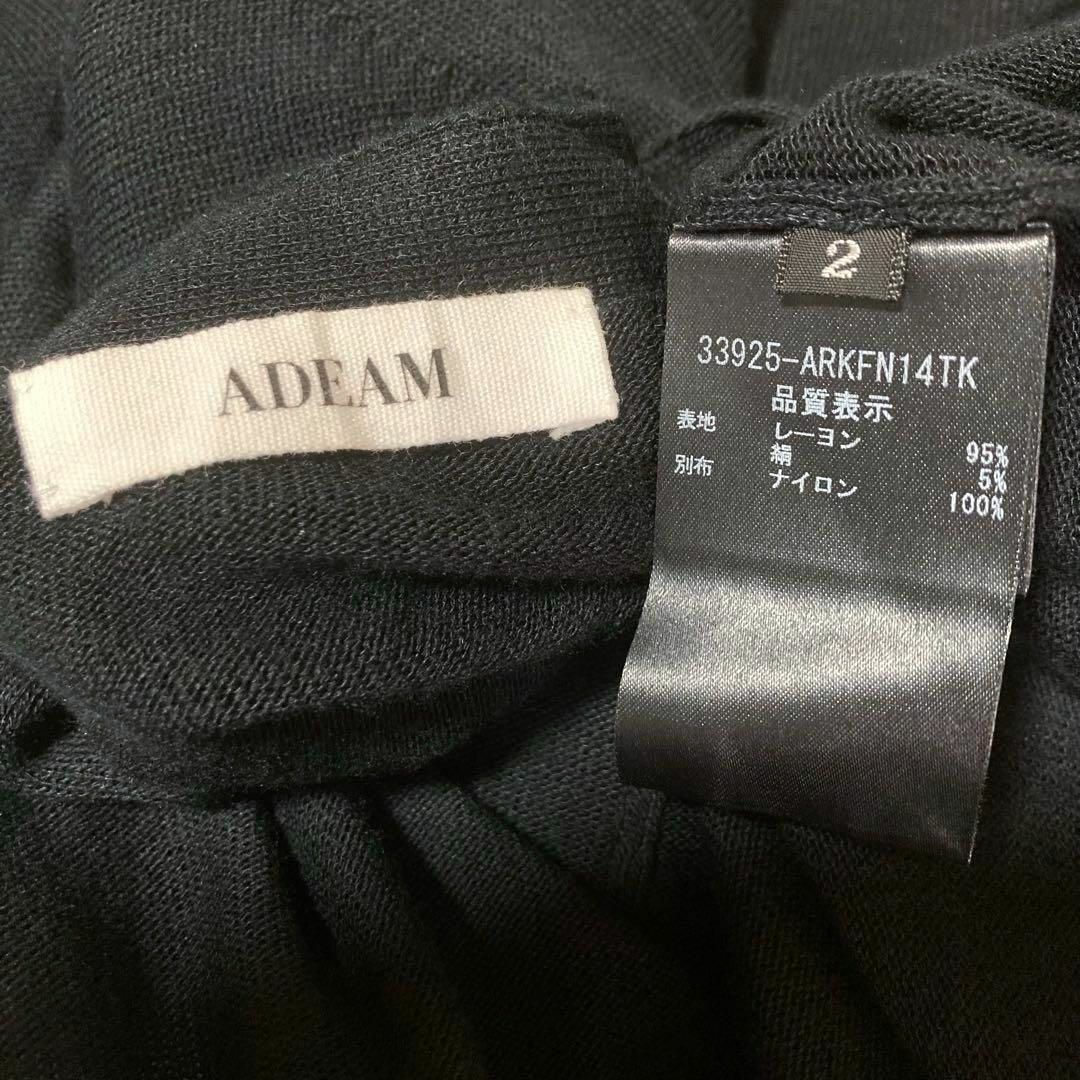 ADEAM
2
33925-ARKFN14TK
品質表示
表地 レーヨン 95%
絹 5%
別布 ナイロン 100%